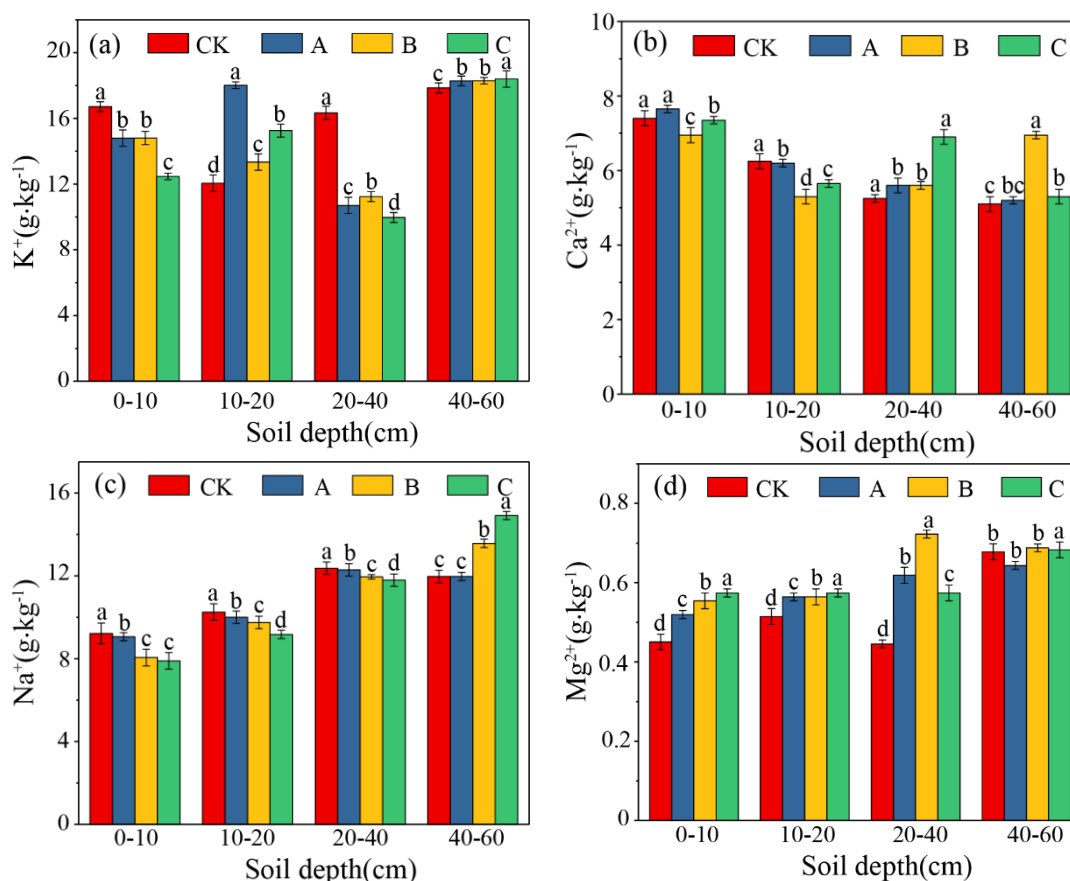 (a) CK A B C
20
16
12
8
4
0
K⁺(g·kg⁻¹)
a b b c
d a b b
a c b d
c b b a
0-10 10-20 20-40 40-60
Soil depth(cm)
(b) CK A B C
10
8
6
4
2
0
Ca²⁺(g·kg⁻¹)
a a c b
a b d c
a b b a
c bc a b
0-10 10-20 20-40 40-60
Soil depth(cm)
(c) CK A B C
16
12
8
4
0
Na⁺(g·kg⁻¹)
a b c c
a b c d
a b c d
c c b a
0-10 10-20 20-40 40-60
Soil depth(cm)
(d) CK A B C
0.8
0.6
0.4
0.2
0
Mg²⁺(g·kg⁻¹)
d c b a
d c b a
d b a c
b b b a
0-10 10-20 20-40 40-60
Soil depth(cm)